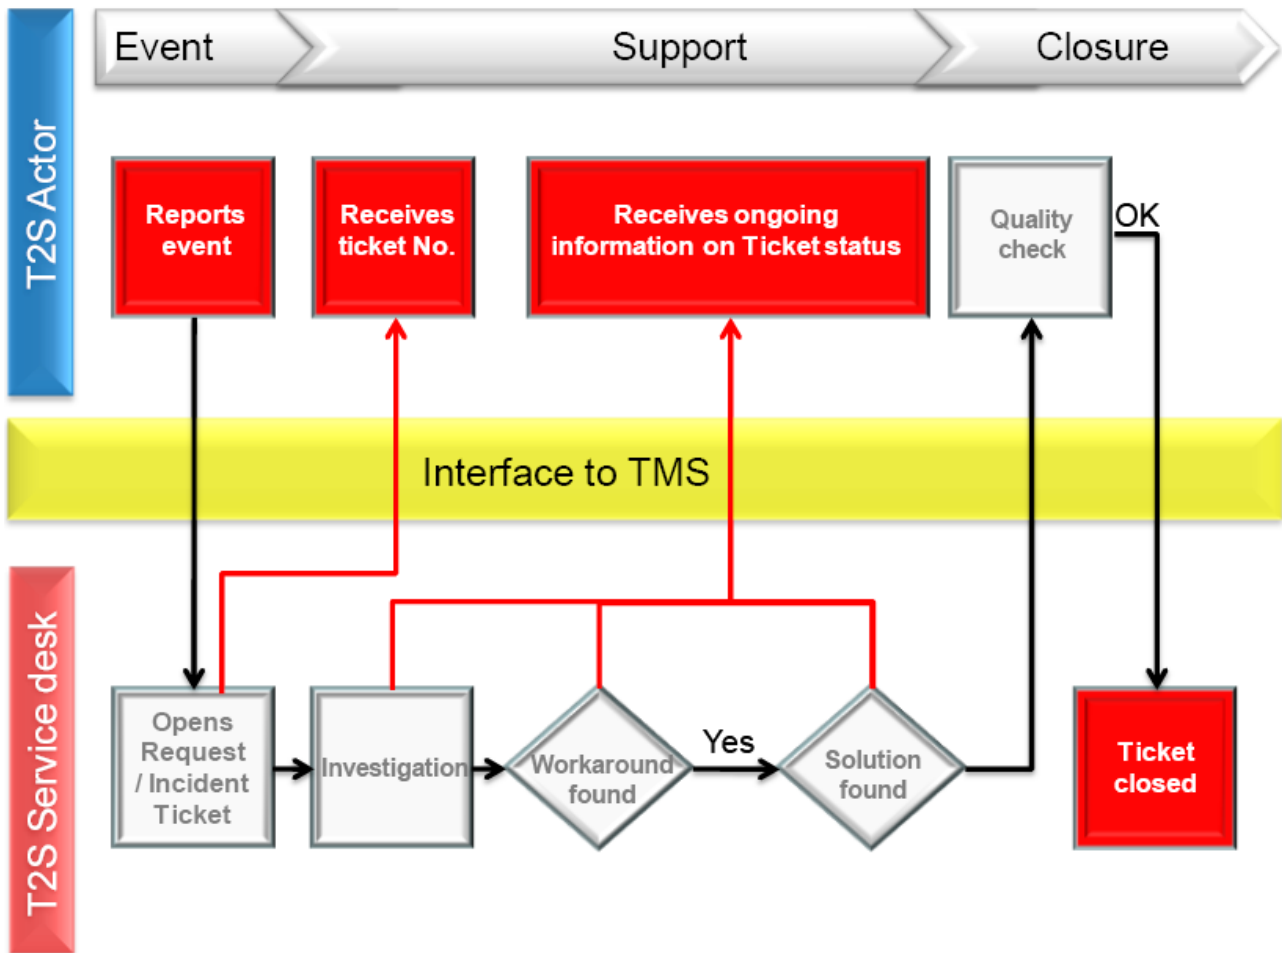 Event
Support
Closure
T2S Actor
Reports
event
Receives
ticket No.
Receives ongoing
information on Ticket status
Quality
check
OK
Interface to TMS
T2S Service desk
Opens
Request
/ Incident
Ticket
Investigation
Workaround
found
Yes
Solution
found
Ticket
closed